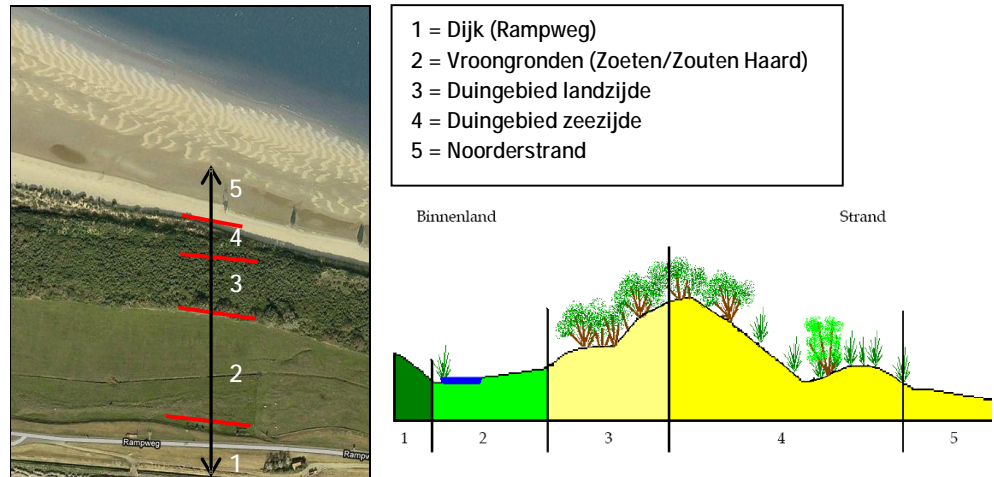 5
4
3
2
Rampweg
Rampv
1
1 = Dijk (Rampweg)
2 = Vroongronden (Zoeten/Zouten Haard)
3 = Duingebied landzijde
4 = Duingebied zeezijde
5 = Noorderstrand
Binnenland Strand
1 2 3 4 5